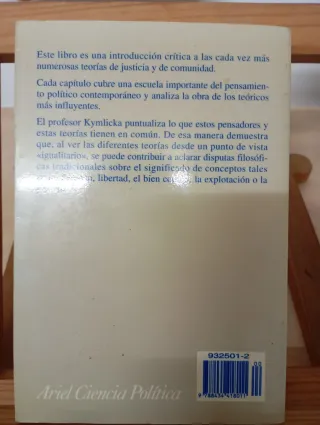 Este libro es una introducción crítica a las cada vez más
numerosas teorías de justicia y de comunidad.
Cada capítulo cubre una escuela importante del pensamien-
to político contemporáneo y analiza la obra de los teóricos
más influyentes.
El profesor Kymlicka puntualiza lo que estos pensadores y
estas teorías tienen en común. De esa manera demuestra
que, al ver las diferentes teorías desde un punto de vista
«igualitario», se puede contribuir a aclarar disputas filosófi-
cas tradicionales sobre el significado de conceptos tales
libertad, el bien la explotación o la
932501-2
00
9 788434 418011
Ariel Ciencia Política